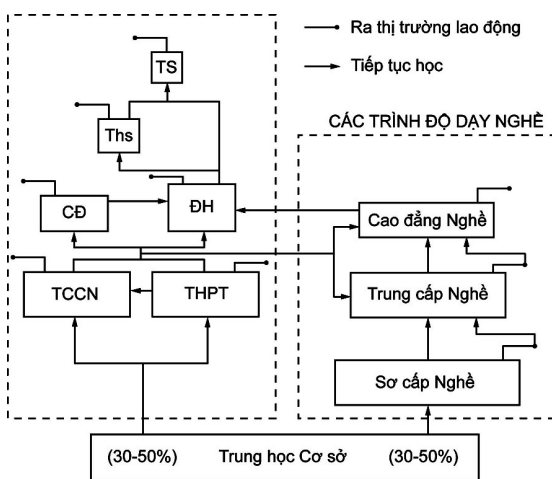 Ra thị trường lao động
Tiếp tục học
TS
Ths
CÁC TRÌNH ĐỘ DẠY NGHỀ
CĐ
ĐH
Cao đẳng Nghề
TCCN
THPT
Trung cấp Nghề
Sơ cấp Nghề
(30-50%) Trung học Cơ sở (30-50%)